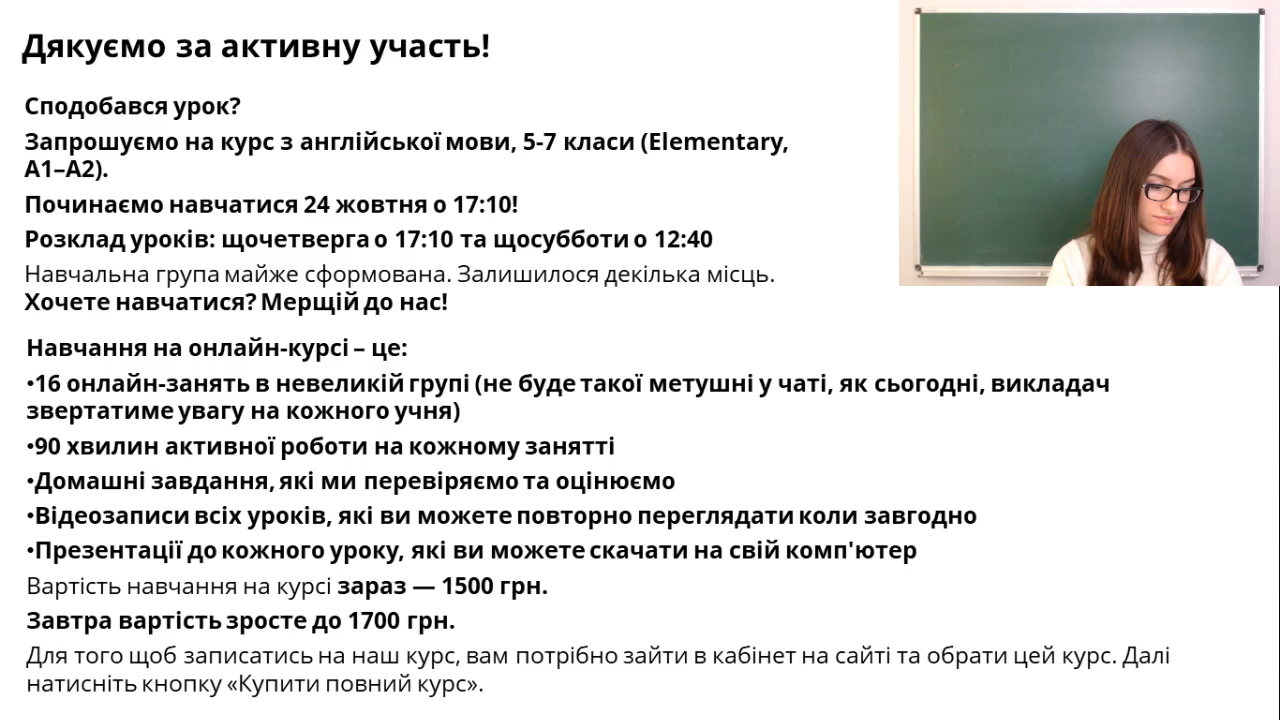 Дякуємо за активну участь!
Сподобався урок?
Запрошуємо на курс з англійської мови, 5-7 класи (Elementary,
A1–A2).
Починаємо навчатися 24 жовтня о 17:10!
Розклад уроків: щочетверга о 17:10 та щосубботи о 12:40
Навчальна група майже сформована. Залишилося декілька місць.
Хочете навчатися? Мерщій до нас!
Навчання на онлайн-курсі – це:
•16 онлайн-занять в невеликій групі (не буде такої метушні у чаті, як сьогодні, викладач
звертатиме увагу на кожного учня)
•90 хвилин активної роботи на кожному занятті
•Домашні завдання, які ми перевіряємо та оцінюємо
•Відеозаписи всіх уроків, які ви можете повторно переглядати коли завгодно
•Презентації до кожного уроку, які ви можете скачати на свій комп'ютер
Вартість навчання на курсі зараз — 1500 грн.
Завтра вартість зросте до 1700 грн.
Для того щоб записатись на наш курс, вам потрібно зайти в кабінет на сайті та обрати цей курс. Далі
натисніть кнопку «Купити повний курс».